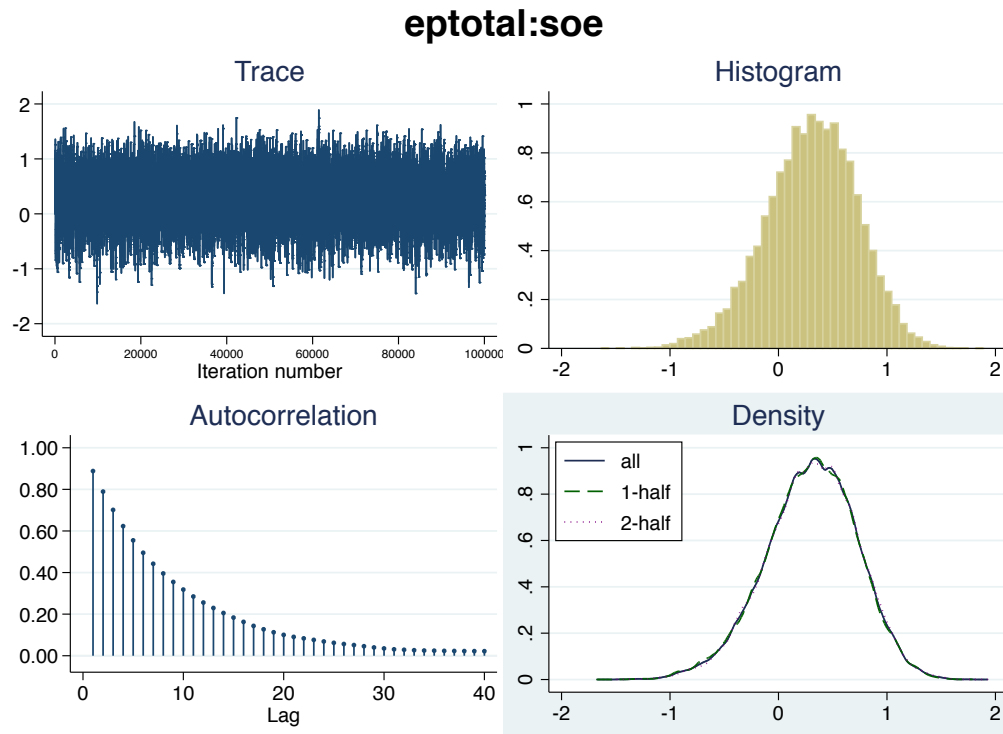 eptotal:soe
Trace
2
1
0
-1
-2
0 20000 40000 60000 80000 100000
Iteration number
Histogram
1
.8
.6
.4
.2
0
-2 -1 0 1 2
Autocorrelation
1.00
0.80
0.60
0.40
0.20
0.00
0 10 20 30 40
Lag
Density
all
1-half
2-half
1
.8
.6
.4
.2
0
-2 -1 0 1 2